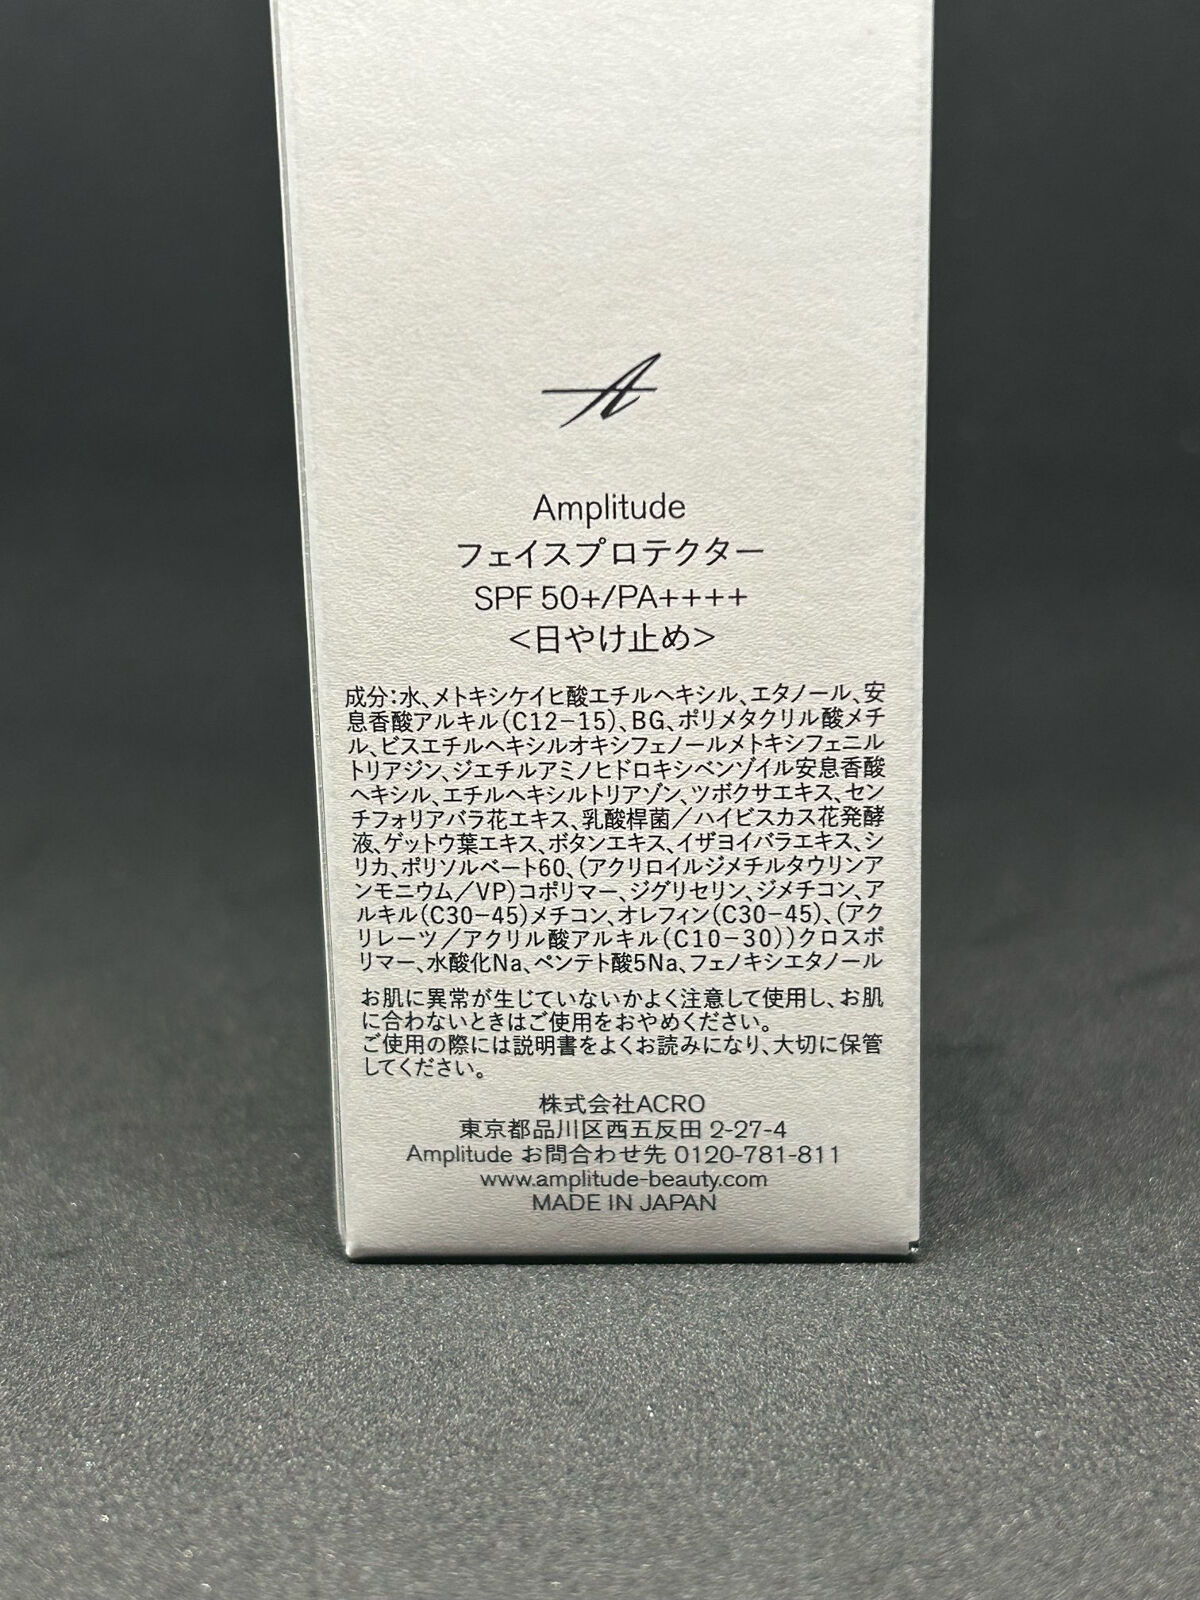 A
Amplitude
フェイスプロテクター
SPF 50+/PA++++
<日やけ止め>
成分:水、メトキシケイヒ酸エチルヘキシル、エタノール、安
息香酸アルキル(C12-15)、BG、ポリメタクリル酸メチ
ル、ビスエチルヘキシルオキシフェノールメトキシフェニル
トリアジン、ジエチルアミノヒドロキシベンゾイル安息香酸
ヘキシル、エチルヘキシルトリアゾン、ツボクサエキス、セン
チフォリアバラ花エキス、乳酸桿菌/ハイビスカス花発酵
液、ゲットウ葉エキス、ボタンエキス、イザヨイバラエキス、シ
リカ、ポリソルベート60、(アクリロイルジメチルタウリンア
ンモニウム/VP)コポリマー、ジグリセリン、ジメチコン、ア
ルキル(C30-45)メチコン、オレフィン(C30-45)、(アク
リレーツ/アクリル酸アルキル(C10-30))クロスポ
リマー、水酸化Na、ペンテト酸5Na、フェノキシエタノール
お肌に異常が生じていないかよく注意して使用し、お肌
に合わないときはご使用をおやめください。
ご使用の際には説明書をよくお読みになり、大切に保管
してください。
株式会社ACRO
東京都品川区西五反田 2-27-4
Amplitude お問合わせ先 0120-781-811
www.amplitude-beauty.com
MADE IN JAPAN